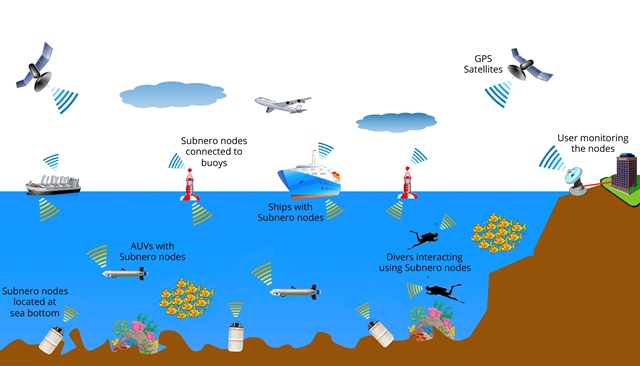 GPS
Satellites
Subnero nodes
connected to
buoys
User monitoring
the nodes
Ships with
Subnero nodes
AUVs with
Subnero nodes
Divers interacting
using Subnero nodes
Subnero nodes
located at
sea bottom